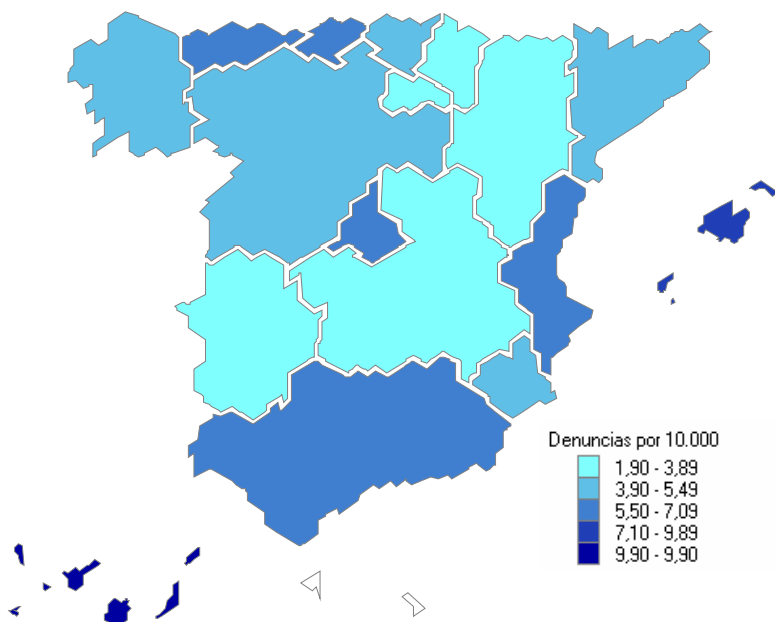 Denuncias por 10.000
1,90 - 3,89
3,90 - 5,49
5,50 - 7,09
7,10 - 9,89
9,90 - 9,90